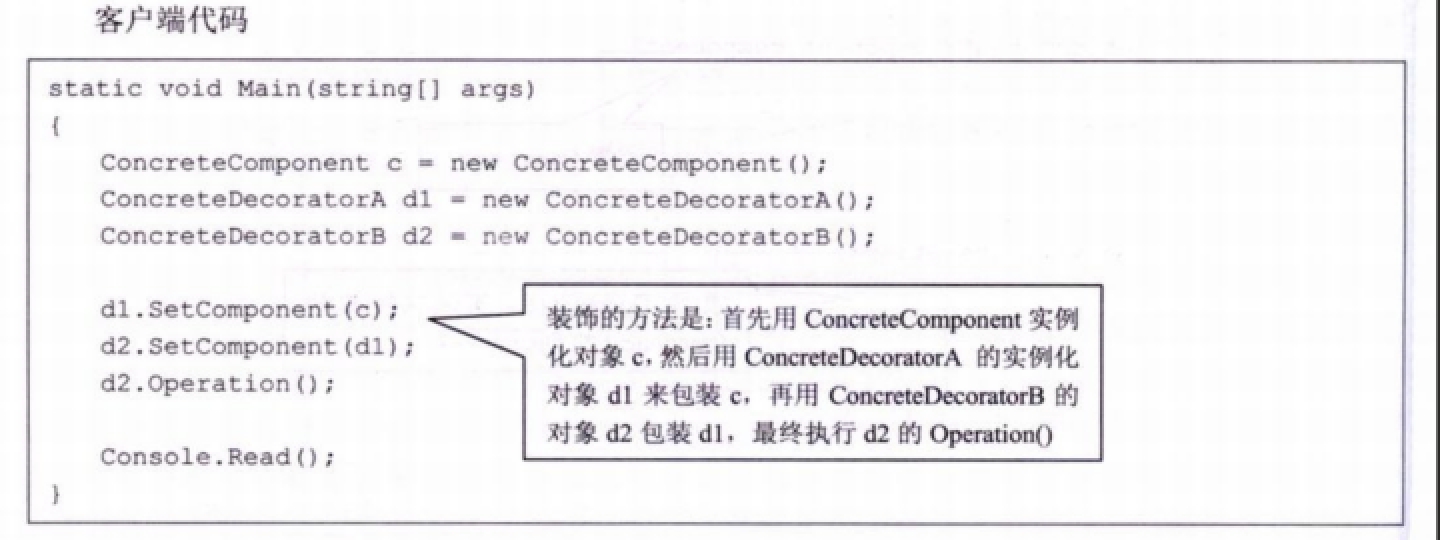 客户端代码
static void Main(string[] args)
{
ConcreteComponent c = new ConcreteComponent();
ConcreteDecoratorA d1 = new ConcreteDecoratorA();
ConcreteDecoratorB d2 = new ConcreteDecoratorB();
d1.SetComponent(c);
d2.SetComponent(d1);
d2.Operation();
Console.Read();
}
装饰的方法是：首先用 ConcreteComponent 实例
化对象 c，然后用 ConcreteDecoratorA 的实例化
对象 d1 来包装 c，再用 ConcreteDecoratorB 的
对象 d2 包装 d1，最终执行 d2 的 Operation()